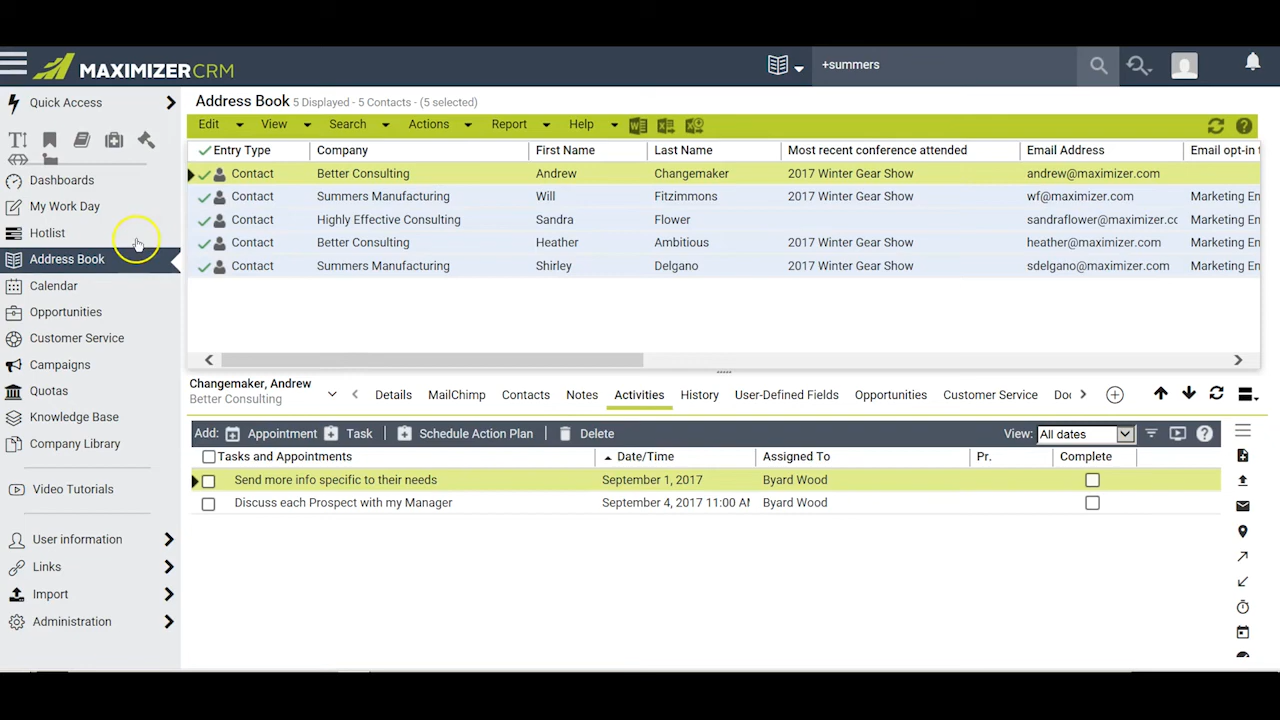 MAXIMIZER CRM
+summers
Quick Access
Dashboards
My Work Day
Hotlist
Address Book
Calendar
Opportunities
Customer Service
Campaigns
Quotas
Knowledge Base
Company Library
Video Tutorials
User information
Links
Import
Administration
Address Book 5 Displayed - 5 Contacts - (5 selected)
Edit View Search Actions Report Help
Entry Type Company First Name Last Name Most recent conference attended Email Address Email opt-in
Contact Better Consulting Andrew Changemaker 2017 Winter Gear Show andrew@maximizer.com
Contact Summers Manufacturing Will Fitzimmons 2017 Winter Gear Show wf@maximizer.com Marketing En
Contact Highly Effective Consulting Sandra Flower sandraflower@maximizer.cc Marketing En
Contact Better Consulting Heather Ambitious 2017 Winter Gear Show heather@maximizer.com Marketing En
Contact Summers Manufacturing Shirley Delgano 2017 Winter Gear Show sdelgano@maximizer.com Marketing En
Changemaker, Andrew
Better Consulting
Details MailChimp Contacts Notes Activities History User-Defined Fields Opportunities Customer Service Doc
Add: Appointment Task Schedule Action Plan Delete View: All dates
Tasks and Appointments Date/Time Assigned To Pr. Complete
Send more info specific to their needs September 1, 2017 Byard Wood
Discuss each Prospect with my Manager September 4, 2017 11:00 AM Byard Wood